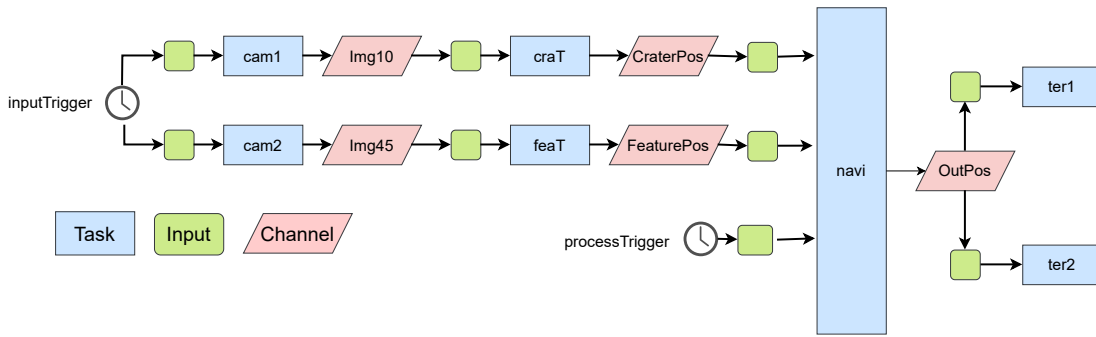 cam1
Img10
craT
CraterPos
inputTrigger
ter1
cam2
Img45
feaT
FeaturePos
navi
OutPos
Task
Input
Channel
processTrigger
ter2